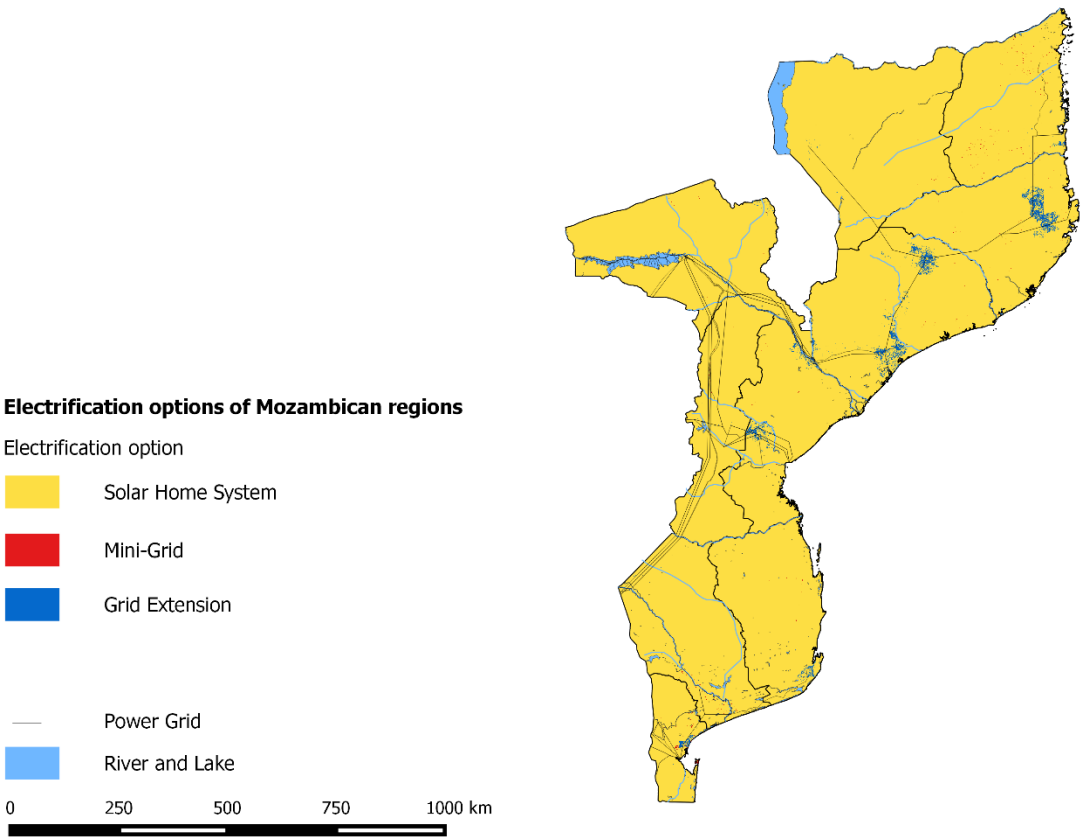 Electrification options of Mozambican regions
Electrification option
Solar Home System
Mini-Grid
Grid Extension
Power Grid
River and Lake
0 250 500 750 1000 km